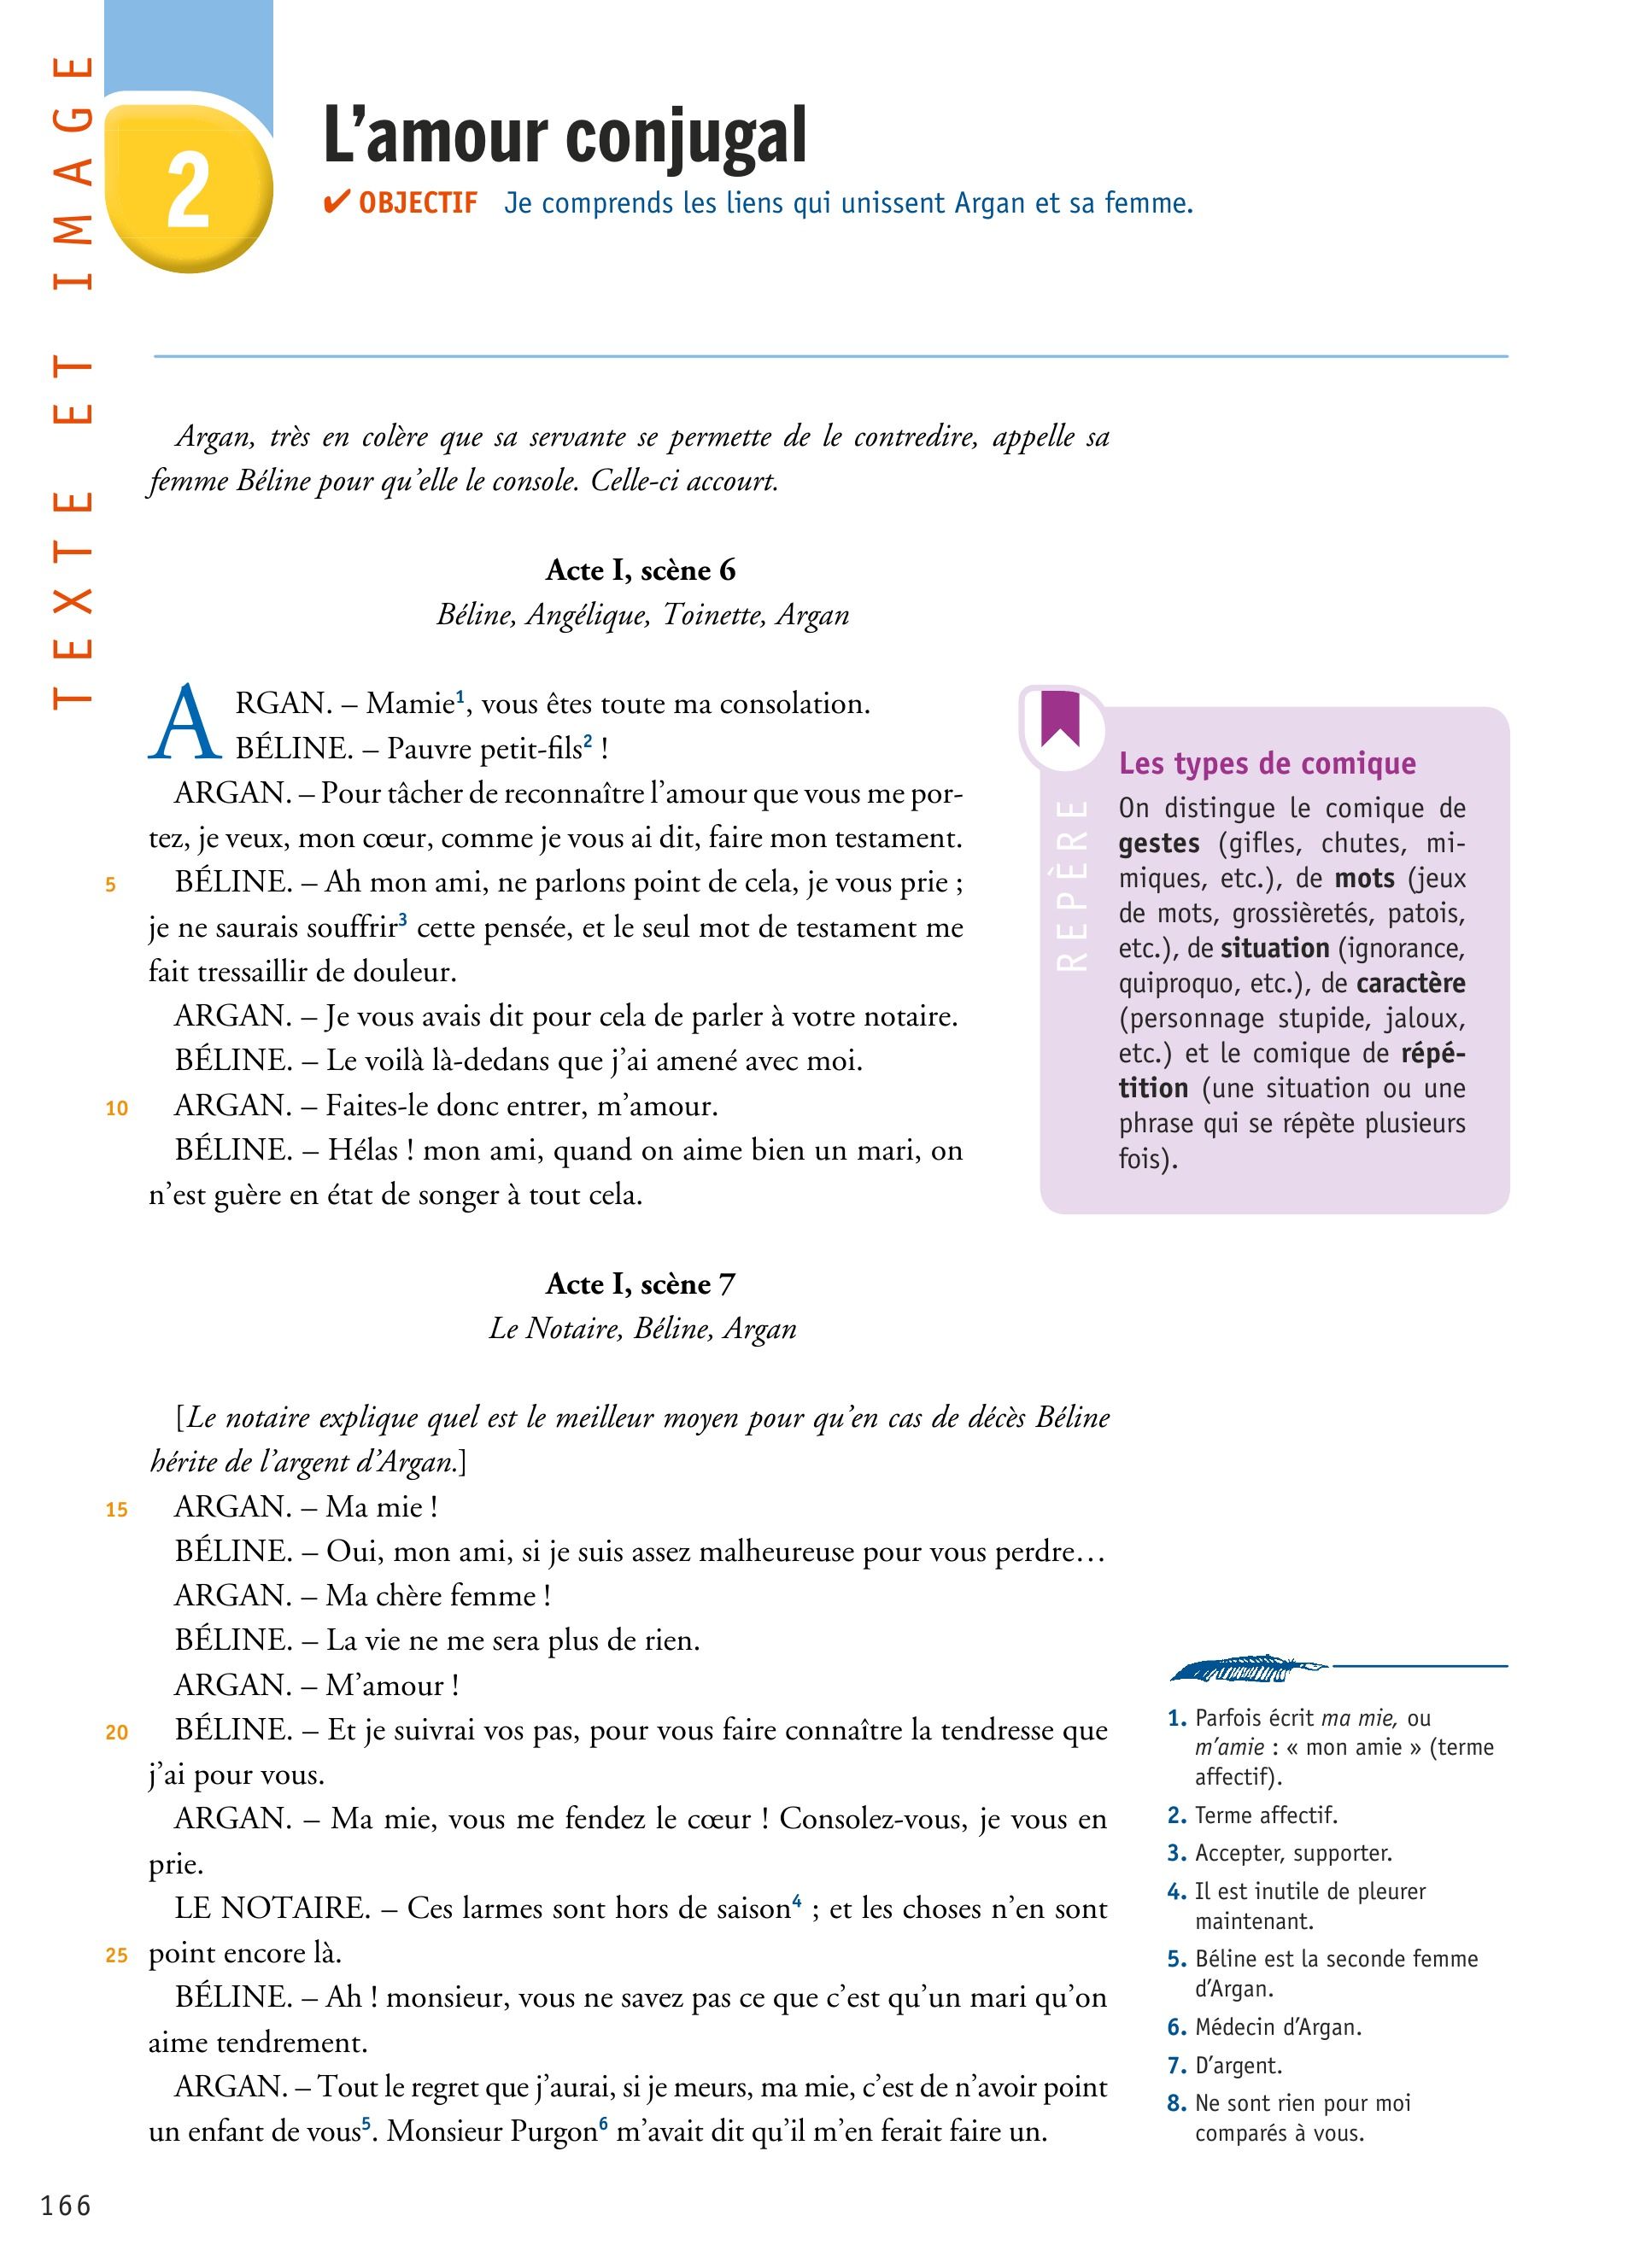 TEXTE ET IMAGE
2
L’amour conjugal
✔ OBJECTIF Je comprends les liens qui unissent Argan et sa femme.
Argan, très en colère que sa servante se permette de le contredire, appelle sa
femme Béline pour qu’elle le console. Celle-ci accourt.
Acte I, scène 6
Béline, Angélique, Toinette, Argan
ARGAN. – Mamie1, vous êtes toute ma consolation.
BÉLINE. – Pauvre petit-fils2 !
ARGAN. – Pour tâcher de reconnaître l’amour que vous me por-
tez, je veux, mon cœur, comme je vous ai dit, faire mon testament.
5 BÉLINE. – Ah mon ami, ne parlons point de cela, je vous prie ;
je ne saurais souffrir3 cette pensée, et le seul mot de testament me
fait tressaillir de douleur.
ARGAN. – Je vous avais dit pour cela de parler à votre notaire.
BÉLINE. – Le voilà là-dedans que j’ai amené avec moi.
10 ARGAN. – Faites-le donc entrer, m’amour.
BÉLINE. – Hélas ! mon ami, quand on aime bien un mari, on
n’est guère en état de songer à tout cela.
REPÈRE
Les types de comique
On distingue le comique de
gestes (gifles, chutes, mi-
miques, etc.), de mots (jeux
de mots, grossièretés, patois,
etc.), de situation (ignorance,
quiproquo, etc.), de caractère
(personnage stupide, jaloux,
etc.) et le comique de répé-
tition (une situation ou une
phrase qui se répète plusieurs
fois).
Acte I, scène 7
Le Notaire, Béline, Argan
[Le notaire explique quel est le meilleur moyen pour qu’en cas de décès Béline
hérite de l’argent d’Argan.]
15 ARGAN. – Ma mie !
BÉLINE. – Oui, mon ami, si je suis assez malheureuse pour vous perdre…
ARGAN. – Ma chère femme !
BÉLINE. – La vie ne me sera plus de rien.
ARGAN. – M’amour !
20 BÉLINE. – Et je suivrai vos pas, pour vous faire connaître la tendresse que
j’ai pour vous.
ARGAN. – Ma mie, vous me fendez le cœur ! Consolez-vous, je vous en
prie.
LE NOTAIRE. – Ces larmes sont hors de saison4 ; et les choses n’en sont
25 point encore là.
BÉLINE. – Ah ! monsieur, vous ne savez pas ce que c’est qu’un mari qu’on
aime tendrement.
ARGAN. – Tout le regret que j’aurai, si je meurs, ma mie, c’est de n’avoir point
un enfant de vous5. Monsieur Purgon6 m’avait dit qu’il m’en ferait faire un.
1. Parfois écrit ma mie, ou
m’amie : « mon amie » (terme
affectif).
2. Terme affectif.
3. Accepter, supporter.
4. Il est inutile de pleurer
maintenant.
5. Béline est la seconde femme
d’Argan.
6. Médecin d’Argan.
7. D’argent.
8. Ne sont rien pour moi
comparés à vous.
166